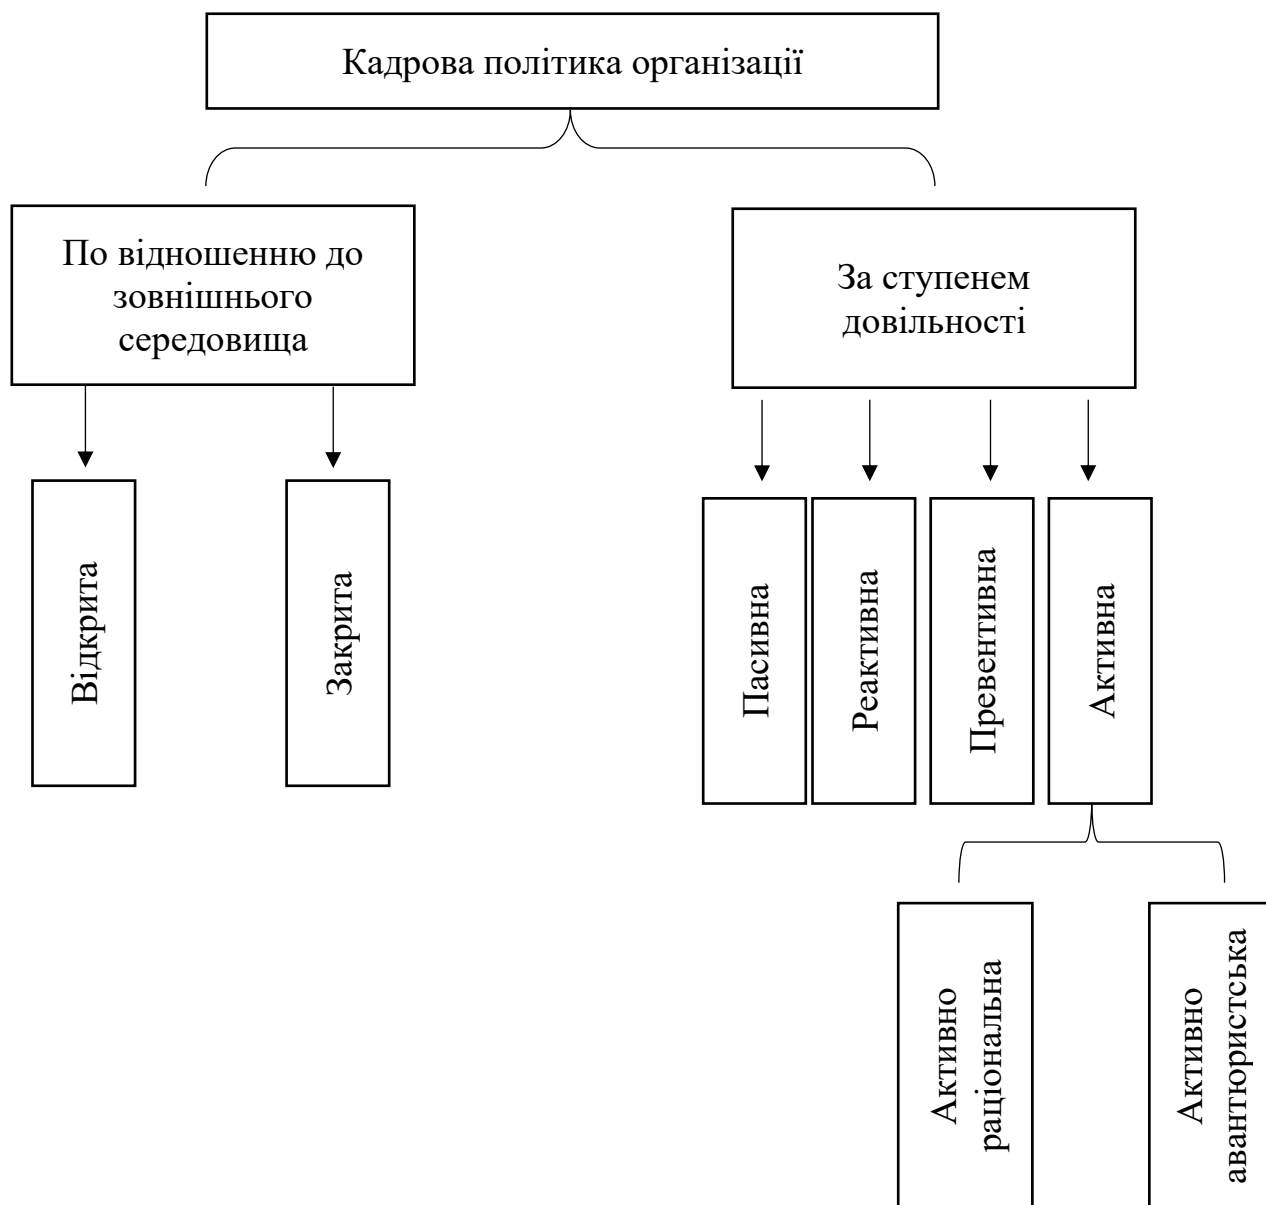 Кадрова політика організації
По відношенню до
зовнішнього
середовища
За ступенем
довільності
Відкрита
Закрита
Пасивна
Реактивна
Превентивна
Активна
Активно
раціональна
Активно
авантюристська